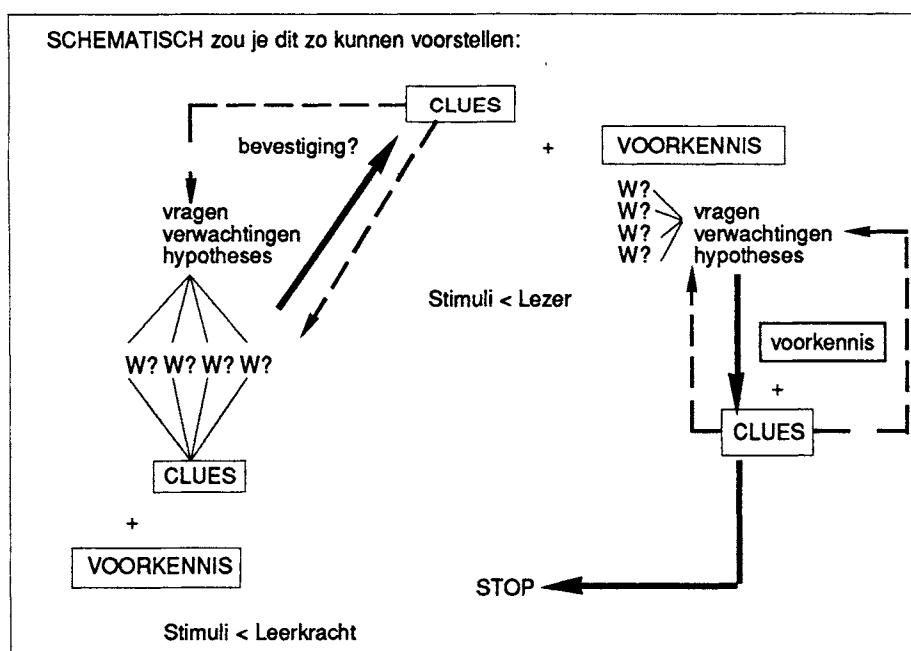 SCHEMATISCH zou je dit zo kunnen voorstellen:
CLUES
bevestiging?
vragen
verwachtingen
hypotheses
W? W? W? W?
CLUES
+
VOORKENNIS
Stimuli < Leerkracht
+
VOORKENNIS
W?
W?
W?
W?
vragen
verwachtingen
hypotheses
Stimuli < Lezer
voorkennis
+
CLUES
STOP